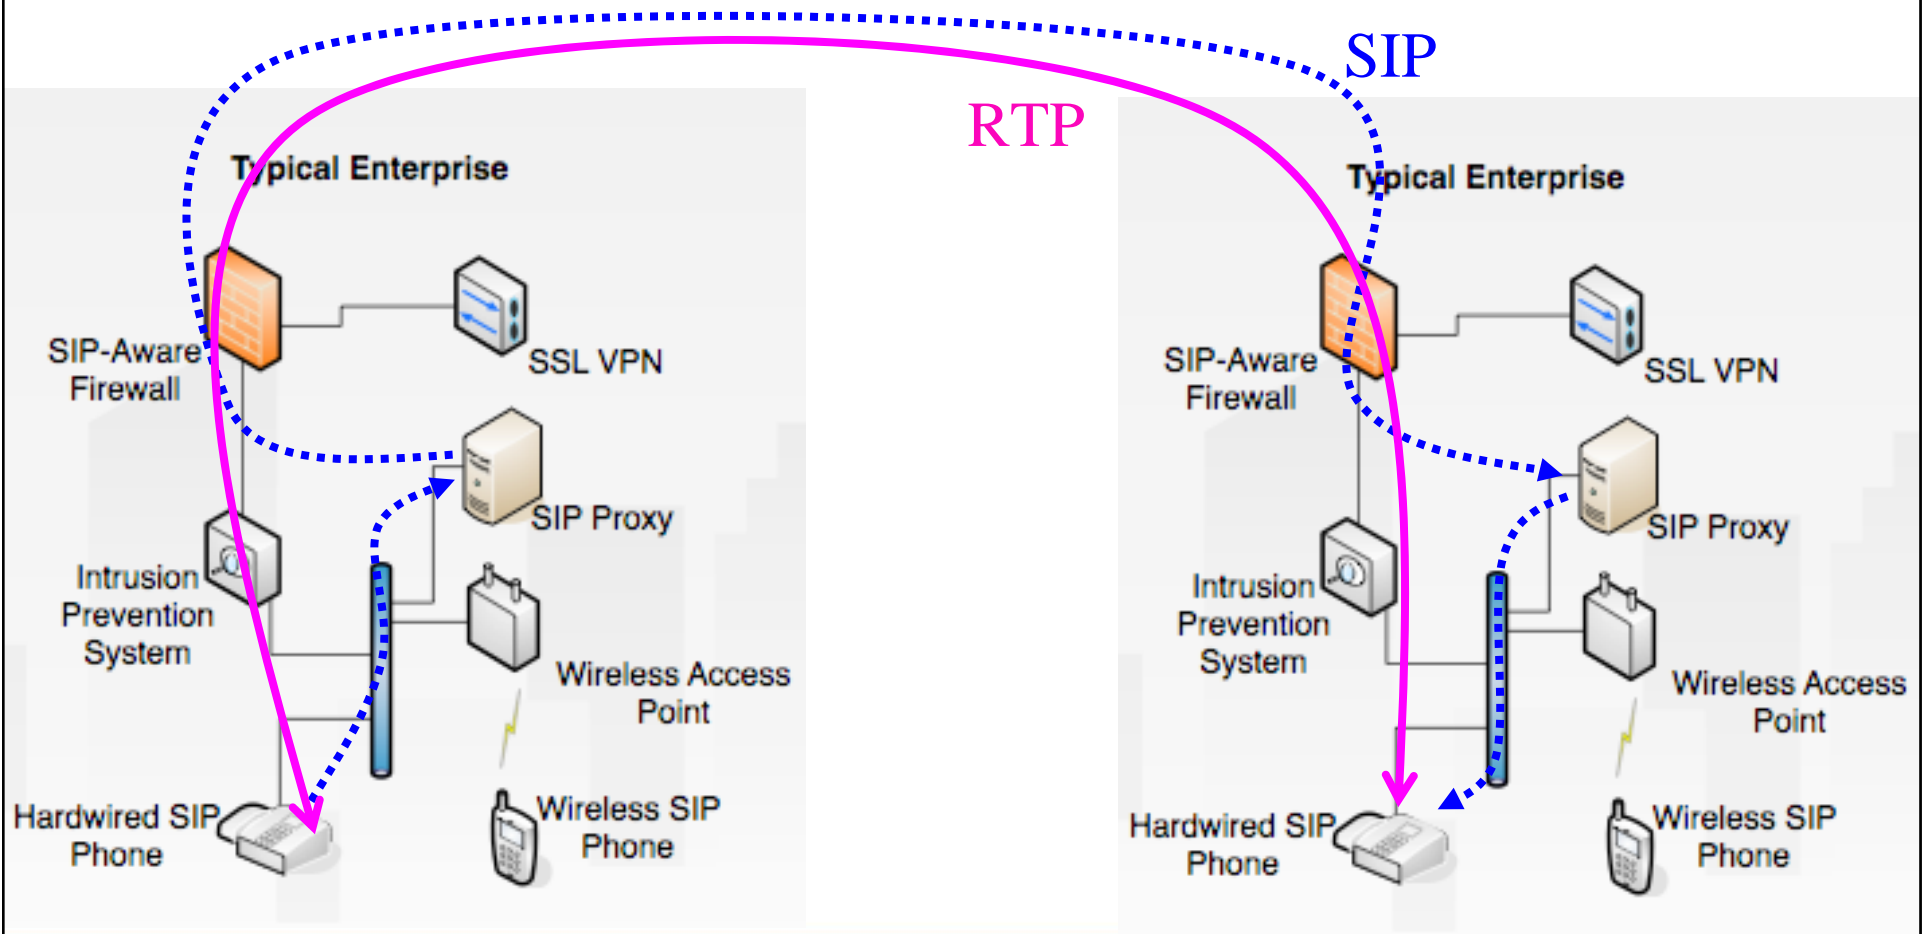 SIP
RTP
Typical Enterprise
SIP-Aware
Firewall
SSL VPN
SIP Proxy
Intrusion
Prevention
System
Wireless Access
Point
Hardwired SIP
Phone
Wireless SIP
Phone
Typical Enterprise
SIP-Aware
Firewall
SSL VPN
SIP Proxy
Intrusion
Prevention
System
Wireless Access
Point
Hardwired SIP
Phone
Wireless SIP
Phone